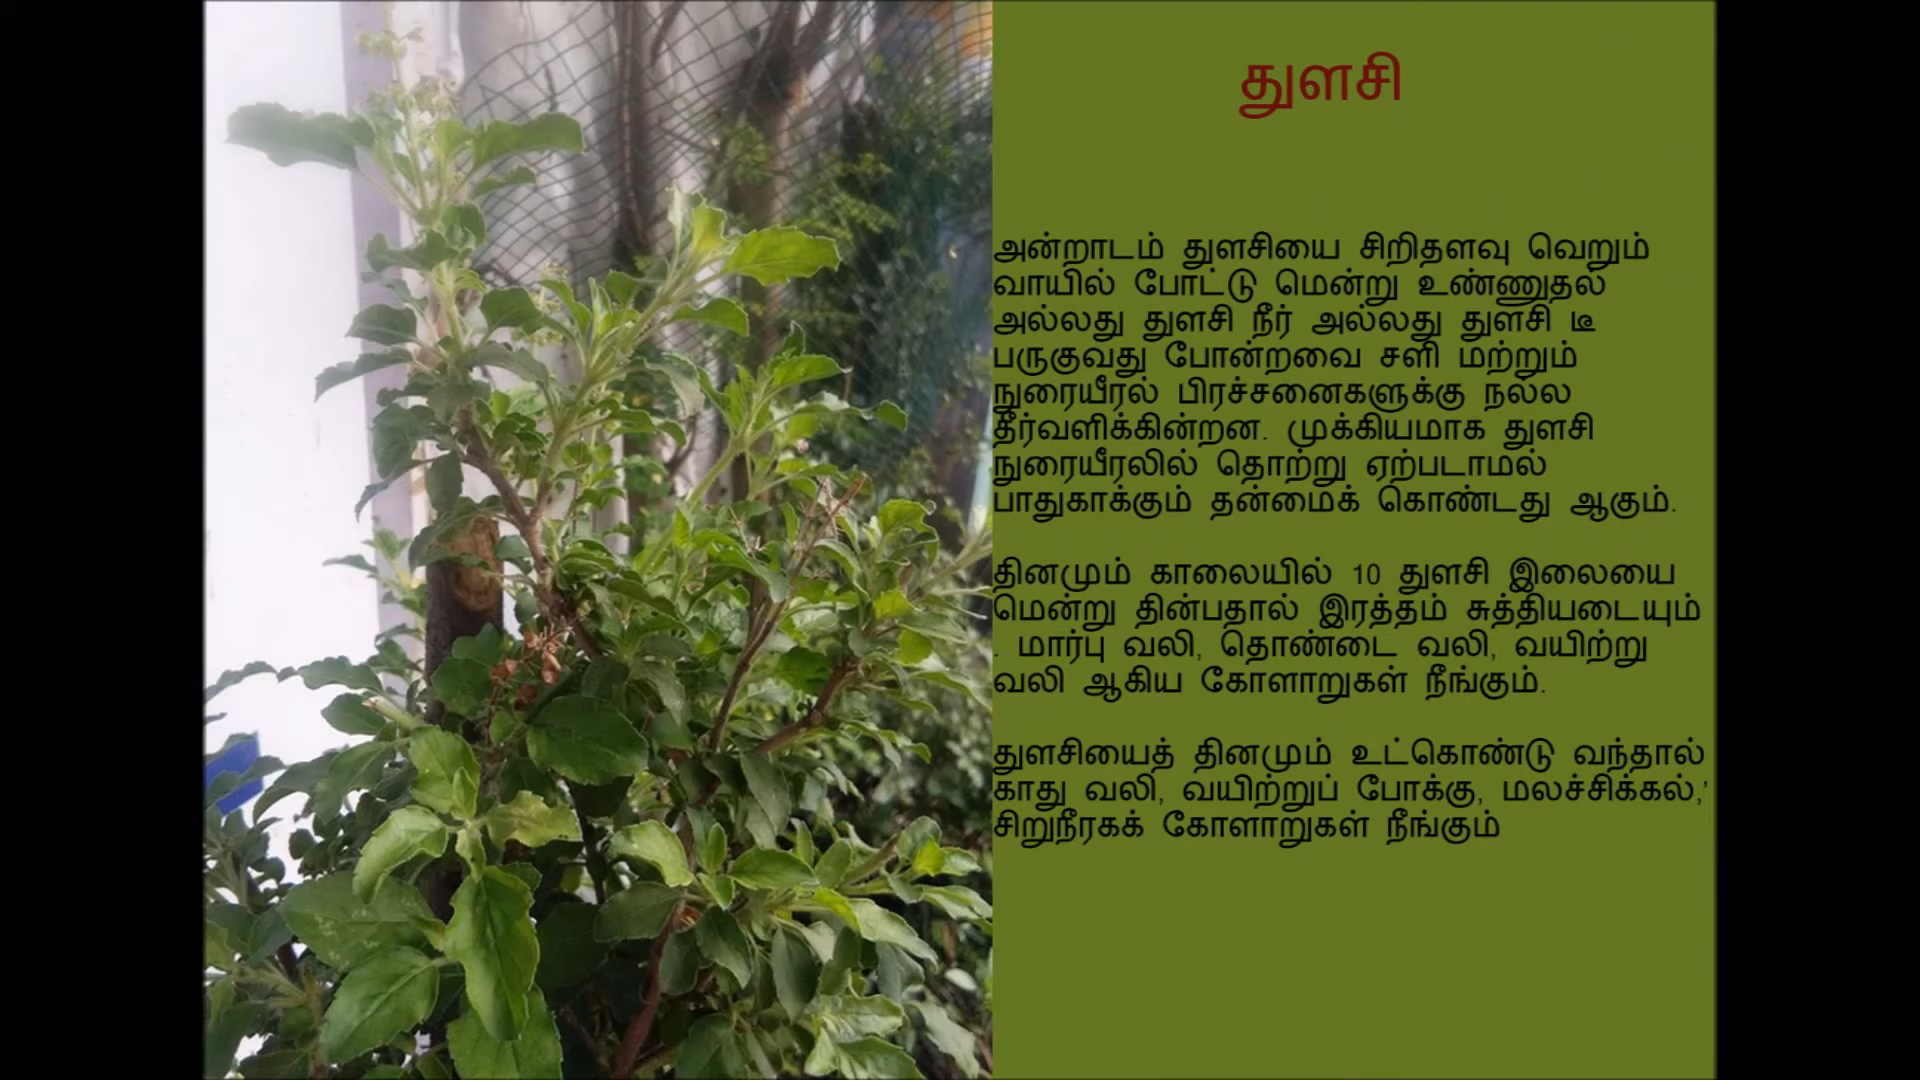 துளசி
அன்றாடம் துளசியை சிறிதளவு வெறும்
வாயில் போட்டு மென்று உண்ணுதல்
அல்லது துளசி நீர் அல்லது துளசி டீ
பருகுவது போன்றவை சளி மற்றும்
நுரையீரல் பிரச்சனைகளுக்கு நல்ல
தீர்வளிக்கின்றன. முக்கியமாக துளசி
நுரையீரலில் தொற்று ஏற்படாமல்
பாதுகாக்கும் தன்மைக் கொண்டது ஆகும்.
தினமும் காலையில் 10 துளசி இலையை
மென்று தின்பதால் இரத்தம் சுத்தியடையும்
. மார்பு வலி, தொண்டை வலி, வயிற்று
வலி ஆகிய கோளாறுகள் நீங்கும்.
துளசியைத் தினமும் உட்கொண்டு வந்தால்
காது வலி, வயிற்றுப் போக்கு, மலச்சிக்கல்,'
சிறுநீரகக் கோளாறுகள் நீங்கும்